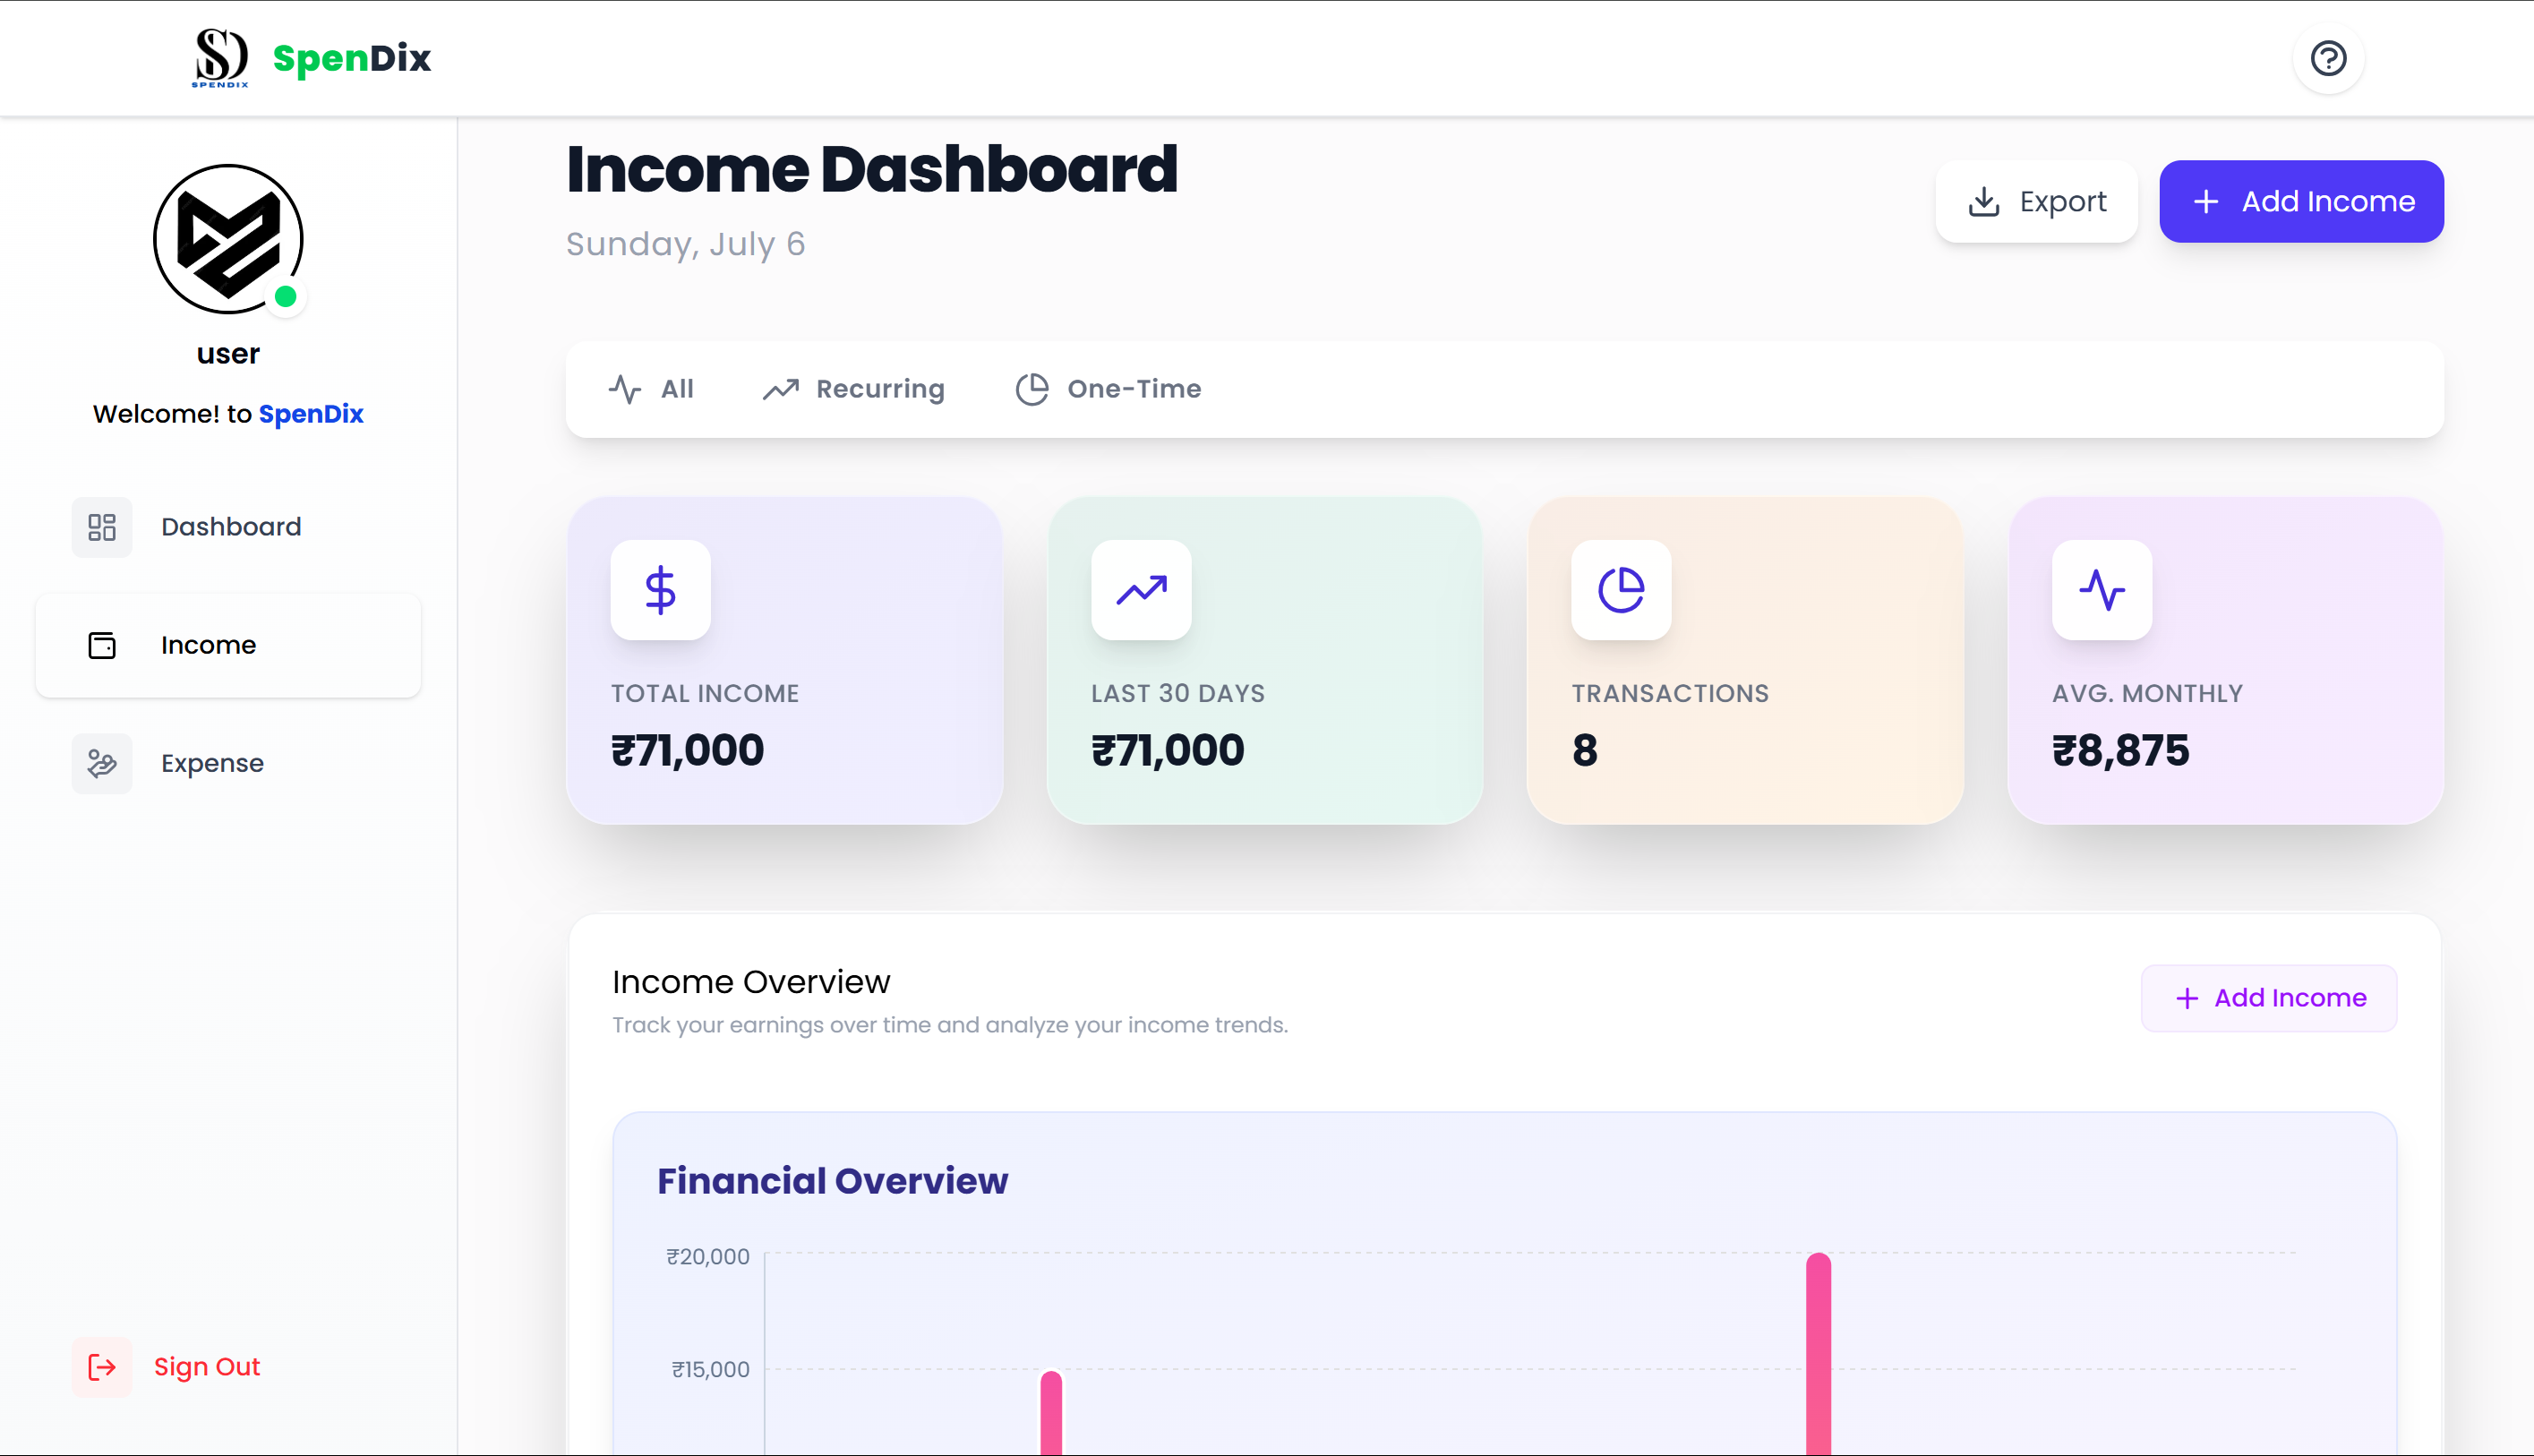 SPENDIX
SpenDix
user
Welcome! to SpenDix
Dashboard
Income
Expense
Sign Out
Income Dashboard
Sunday, July 6
Export
Add Income
All
Recurring
One-Time
TOTAL INCOME
₹71,000
LAST 30 DAYS
₹71,000
TRANSACTIONS
8
AVG. MONTHLY
₹8,875
Income Overview
Track your earnings over time and analyze your income trends.
Add Income
Financial Overview
₹20,000
₹15,000